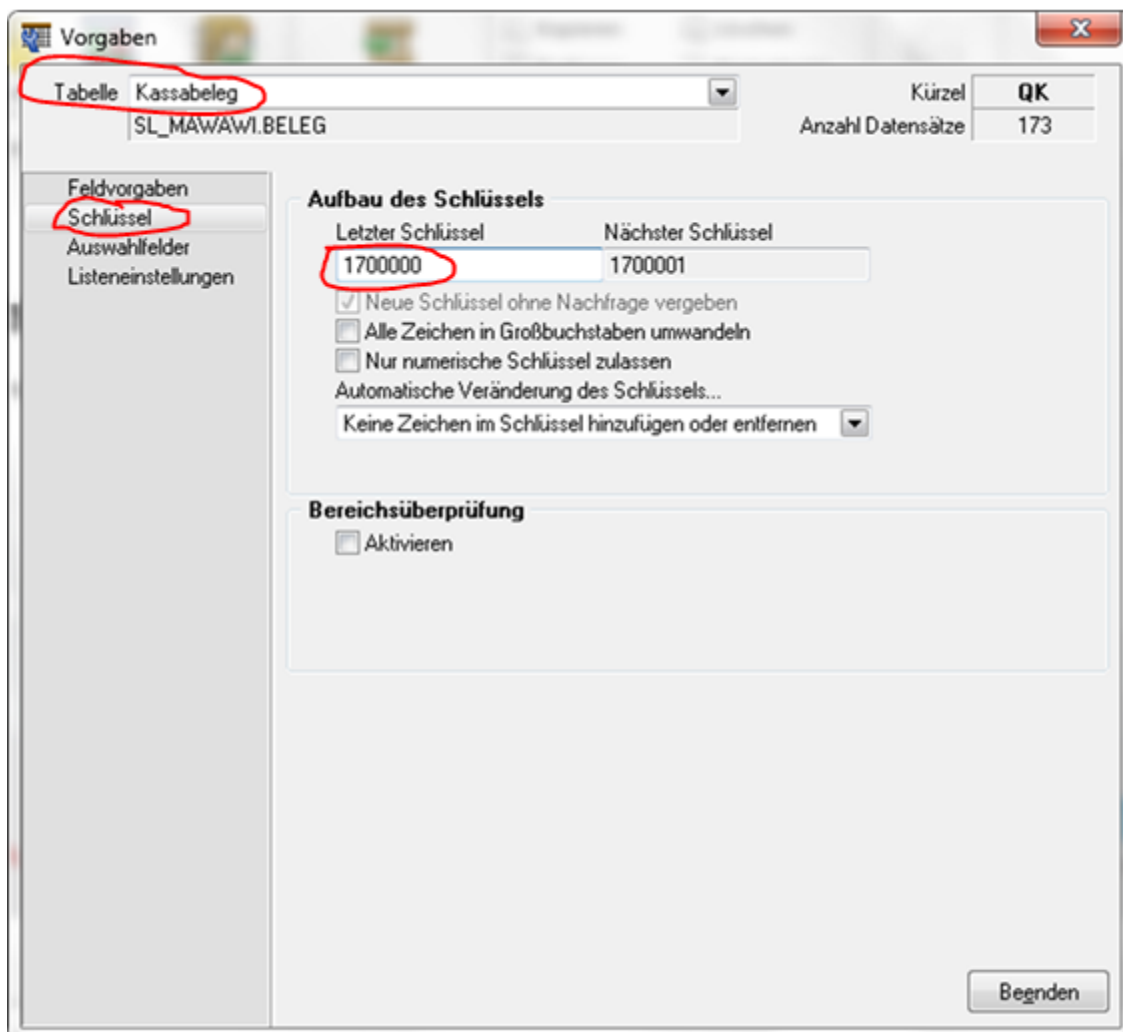 Vorgaben
Tabelle Kassabeleg Kürzel QK
SL_MAWAWI.BELEG Anzahl Datensätze 173
Feldvorgaben
Schlüssel
Auswahlfelder
Listeneinstellungen
Aufbau des Schlüssels
Letzter Schlüssel Nächster Schlüssel
1700000 1700001
Neue Schlüssel ohne Nachfrage vergeben
Alle Zeichen in Großbuchstaben umwandeln
Nur numerische Schlüssel zulassen
Automatische Veränderung des Schlüssels...
Keine Zeichen im Schlüssel hinzufügen oder entfernen
Bereichsüberprüfung
Aktivieren
Beenden